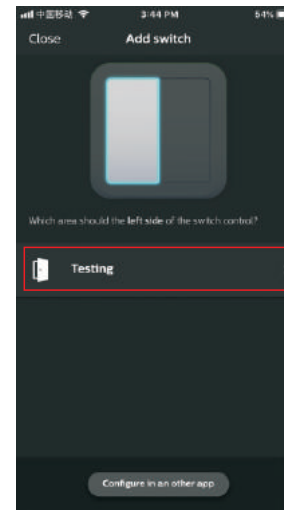 中国移动 3:44 PM 54%
Close Add switch
Which area should the left side of the switch control?
Testing
Configure in an other app